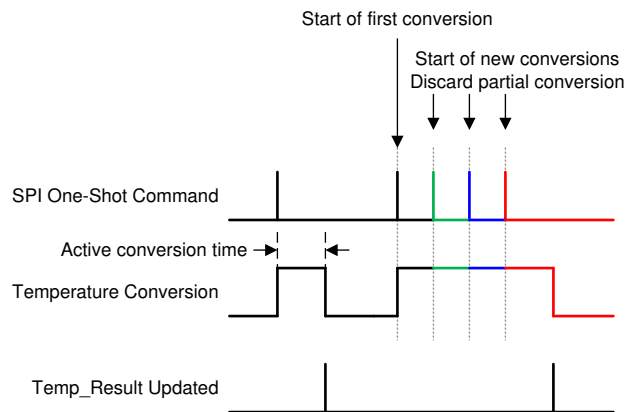 Start of first conversion
Start of new conversions
Discard partial conversion
SPI One-Shot Command
Active conversion time
Temperature Conversion
Temp_Result Updated